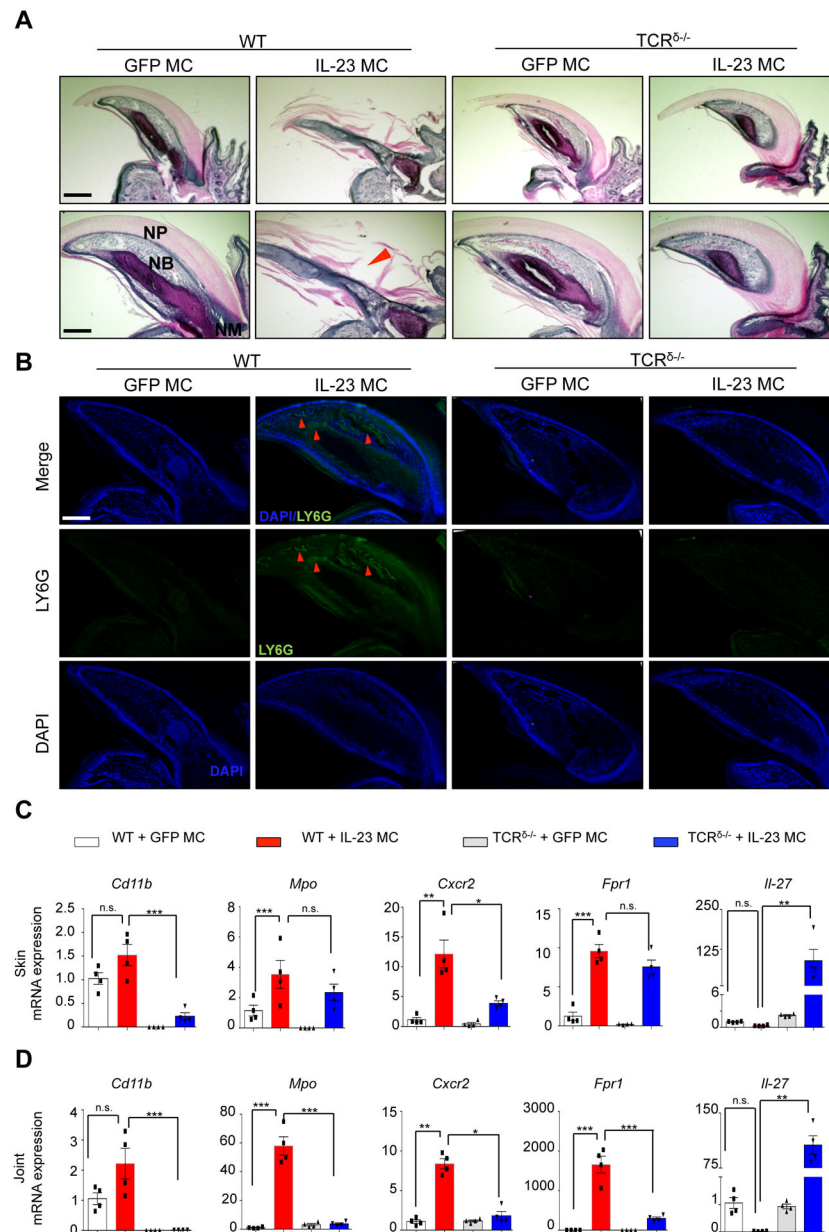 A
WT
TCRδ-/-
GFP MC
IL-23 MC
GFP MC
IL-23 MC
NP
NB
NM
B
WT
TCRδ-/-
GFP MC
IL-23 MC
GFP MC
IL-23 MC
Merge
DAPI/LY6G
LY6G
LY6G
DAPI
DAPI
C
WT + GFP MC
WT + IL-23 MC
TCRδ-/- + GFP MC
TCRδ-/- + IL-23 MC
Cd11b
Mpo
Cxcr2
Fpr1
Il-27
Skin
mRNA expression
2.5
2.0
1.5
1.0
0.5
0.0
n.s.
***
8
6
4
2
0
***
n.s.
20
15
10
5
0
**
*
15
10
5
0
***
n.s.
250
125
6
6
0
n.s.
**
D
Cd11b
Mpo
Cxcr2
Fpr1
Il-27
Joint
mRNA expression
4
3
2
1
0
n.s.
***
80
60
40
20
0
***
***
15
10
5
0
**
*
3000
2000
1000
0
***
***
150
75
1
0
n.s.
**